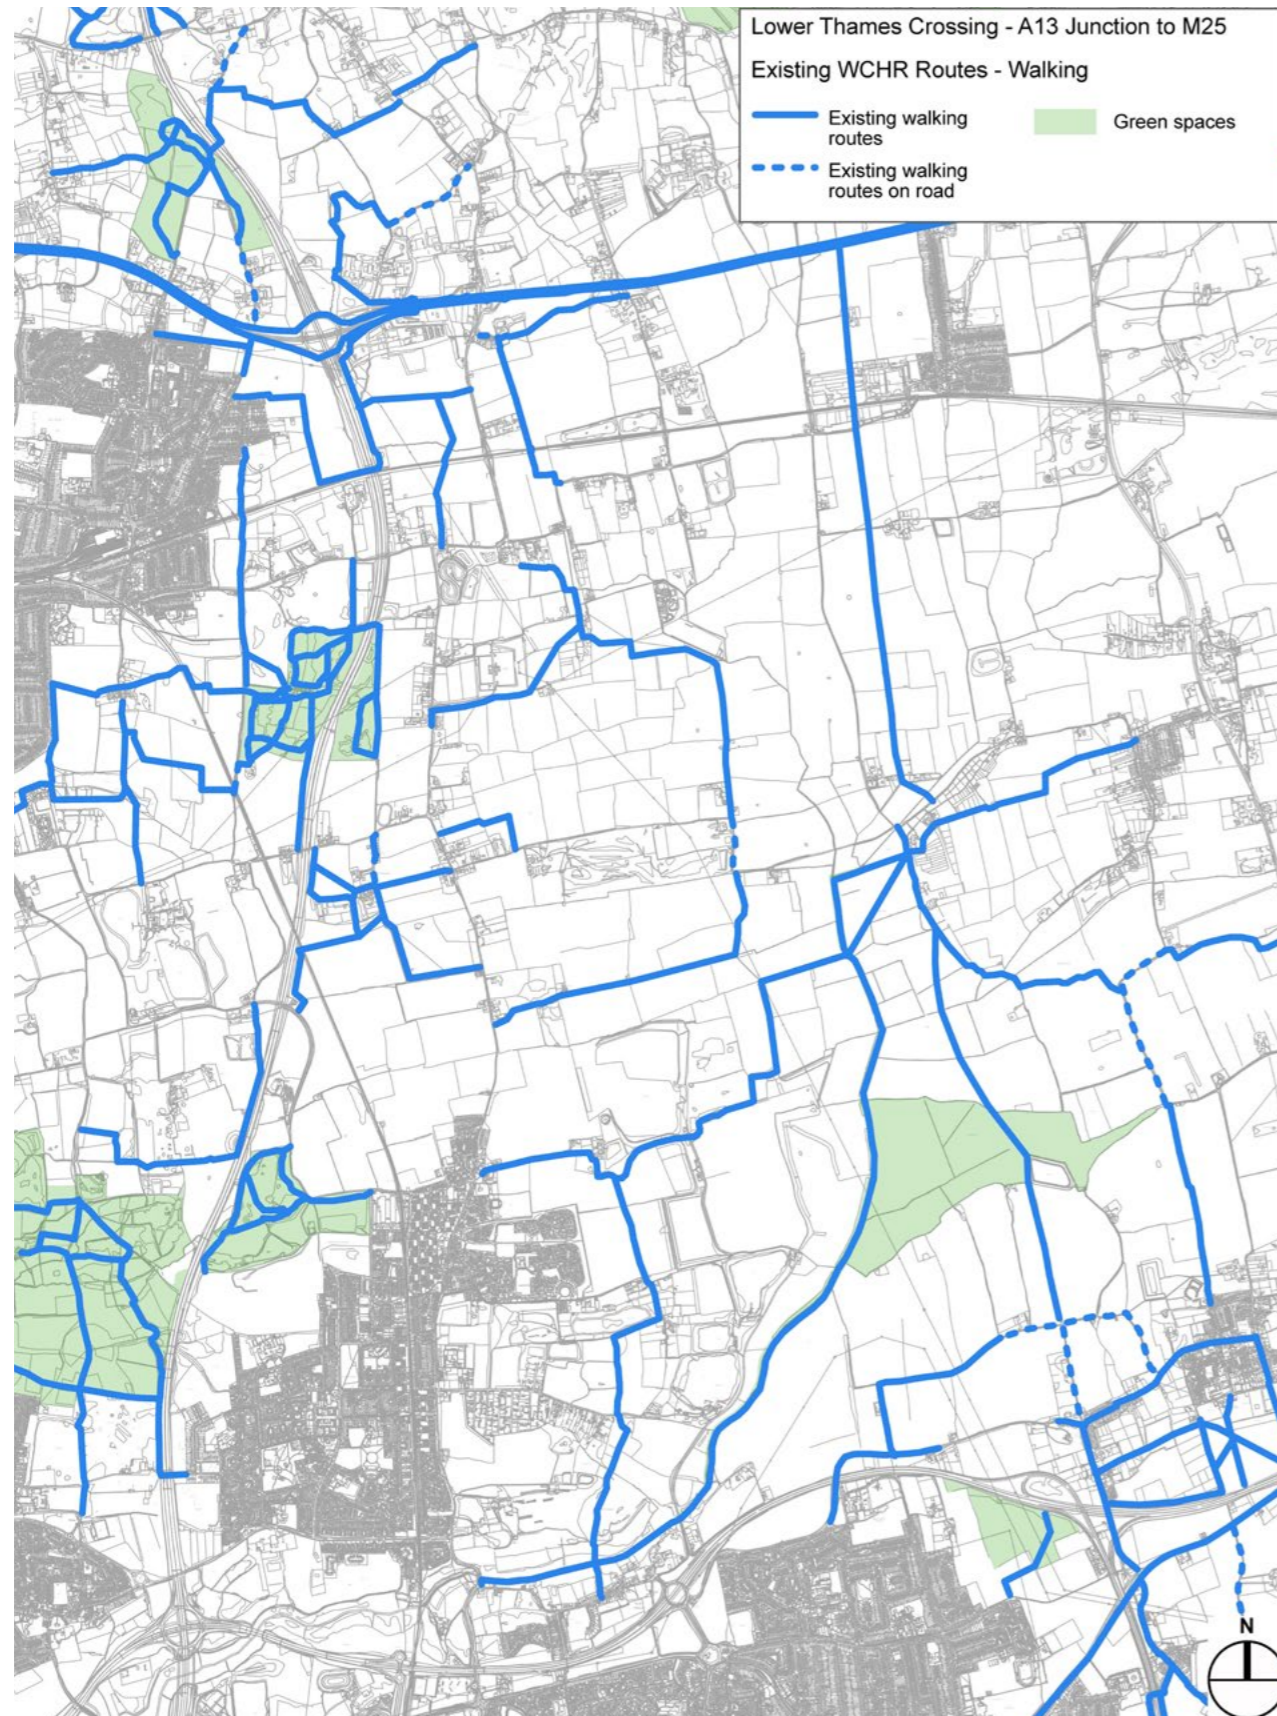 Lower Thames Crossing - A13 Junction to M25
Existing WCHR Routes - Walking
Existing walking
routes
Green spaces
Existing walking
routes on road
N